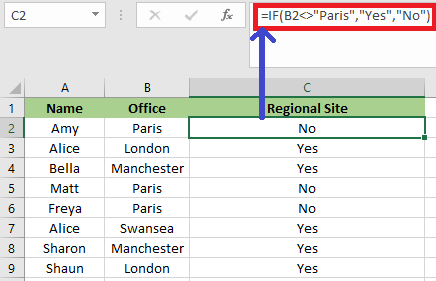 C2 fx =IF(B2<>"Paris","Yes","No")
A B C
1 Name Office Regional Site
2 Amy Paris No
3 Alice London Yes
4 Bella Manchester Yes
5 Matt Paris No
6 Freya Paris No
7 Alice Swansea Yes
8 Sharon Manchester Yes
9 Shaun London Yes